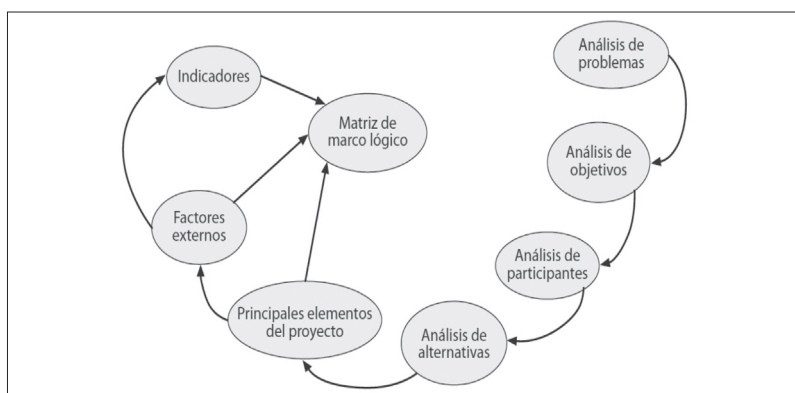 Análisis de
problemas
Análisis de
objetivos
Análisis de
participantes
Análisis de
alternativas
Principales elementos
del proyecto
Factores
externos
Indicadores
Matriz de
marco lógico